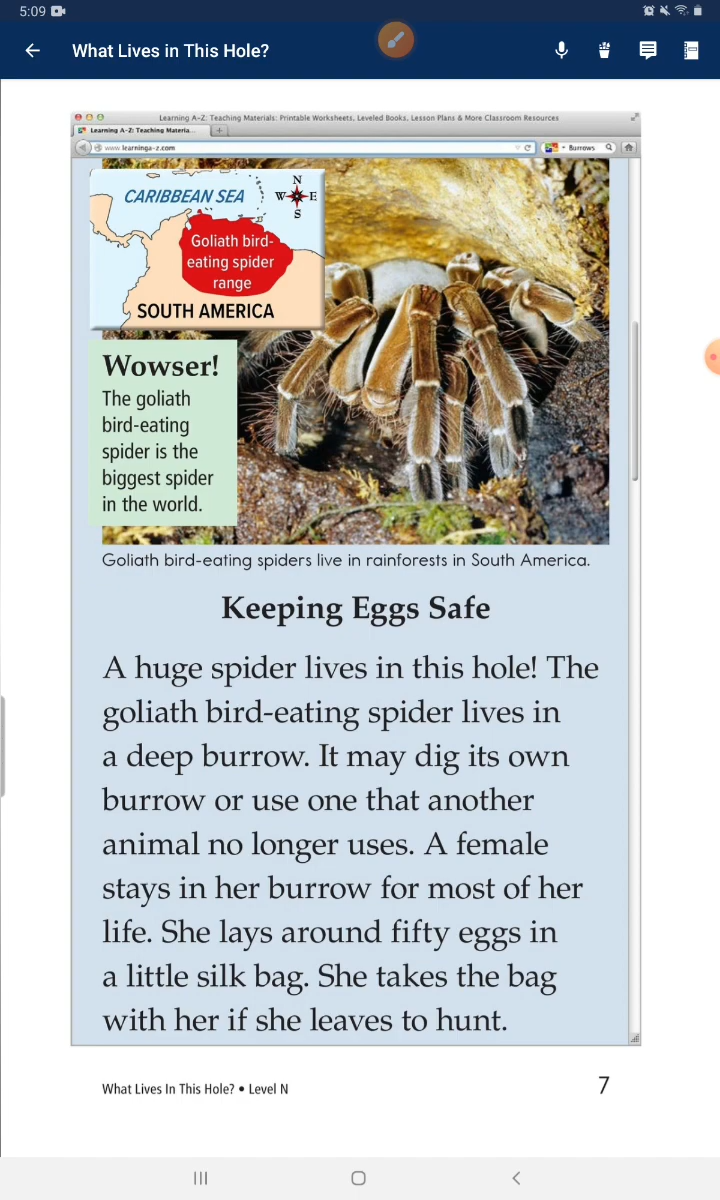 5:09
What Lives in This Hole?
Learning A-Z: Teaching Materials: Printable Worksheets, Leveled Books, Lesson Plans & More Classroom Resources
Learning A-Z: Teaching Materia...
www.learninga-z.com
Burrows
CARIBBEAN SEA
N
W E
S
Goliath bird-
eating spider
range
SOUTH AMERICA
Wowser!
The goliath
bird-eating
spider is the
biggest spider
in the world.
Goliath bird-eating spiders live in rainforests in South America.
Keeping Eggs Safe
A huge spider lives in this hole! The
goliath bird-eating spider lives in
a deep burrow. It may dig its own
burrow or use one that another
animal no longer uses. A female
stays in her burrow for most of her
life. She lays around fifty eggs in
a little silk bag. She takes the bag
with her if she leaves to hunt.
What Lives In This Hole? • Level N
7